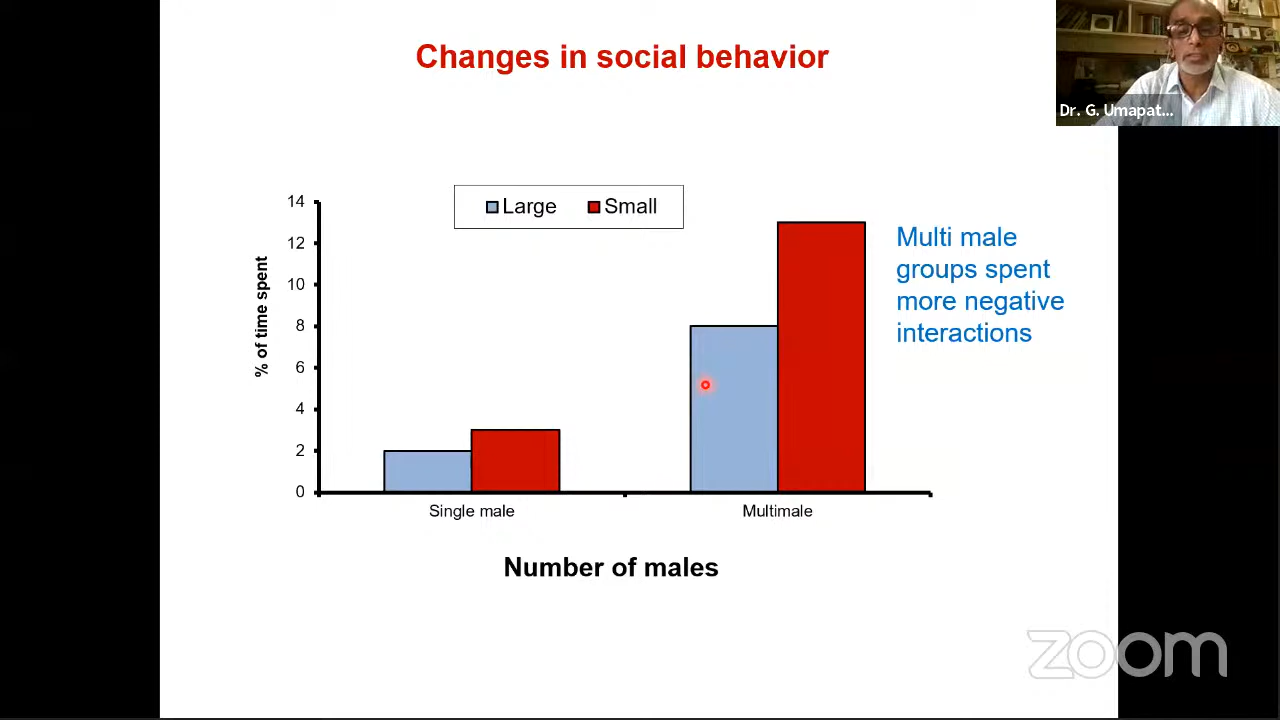 Changes in social behavior
Dr. G. Umapat...
Large Small
14
12
10
8
6
4
2
0
% of time spent
Multi male
groups spent
more negative
interactions
Single male Multimale
Number of males
zoom